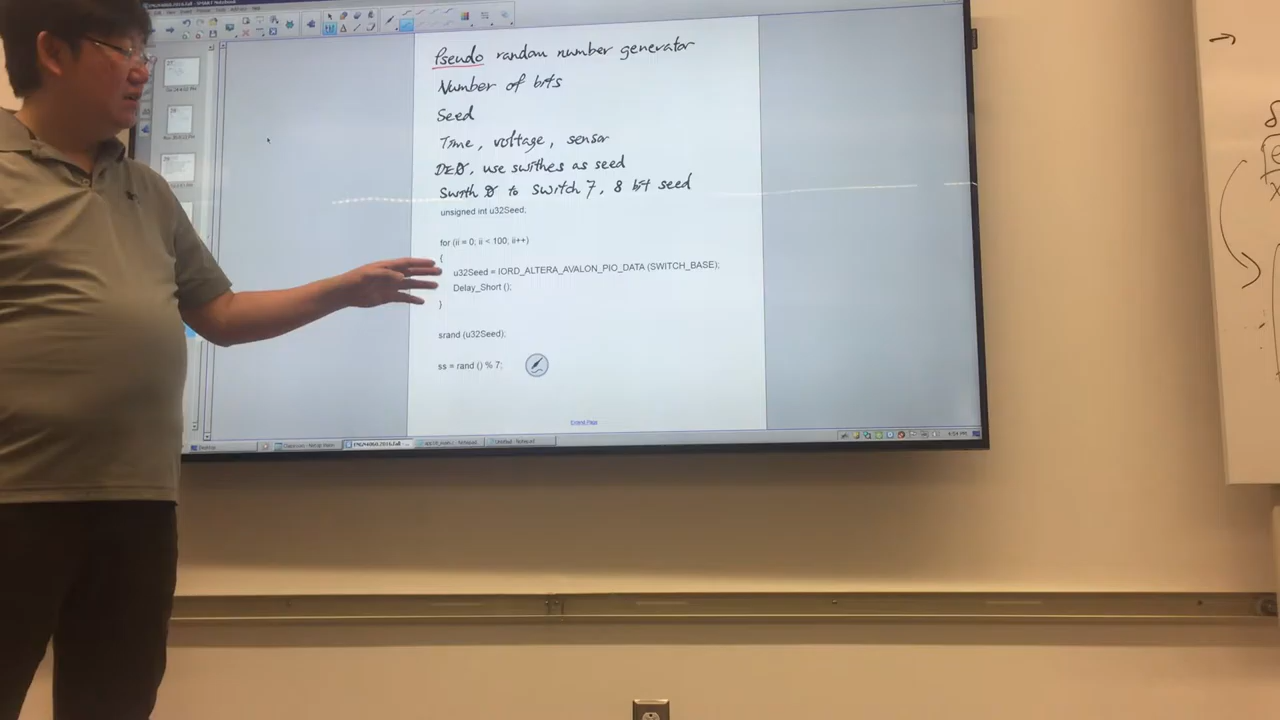 Pseudo random number generator
Number of bits
Seed
Time, voltage, sensor
DE0, use swithes as seed
Swith 0 to switch 7, 8 bit seed
unsigned int u32Seed;
for (ii = 0; ii < 100; ii++)
{
u32Seed = IORD_ALTERA_AVALON_PIO_DATA (SWITCH_BASE);
Delay_Short ();
}
srand (u32Seed);
ss = rand () % 7;
Extend Page